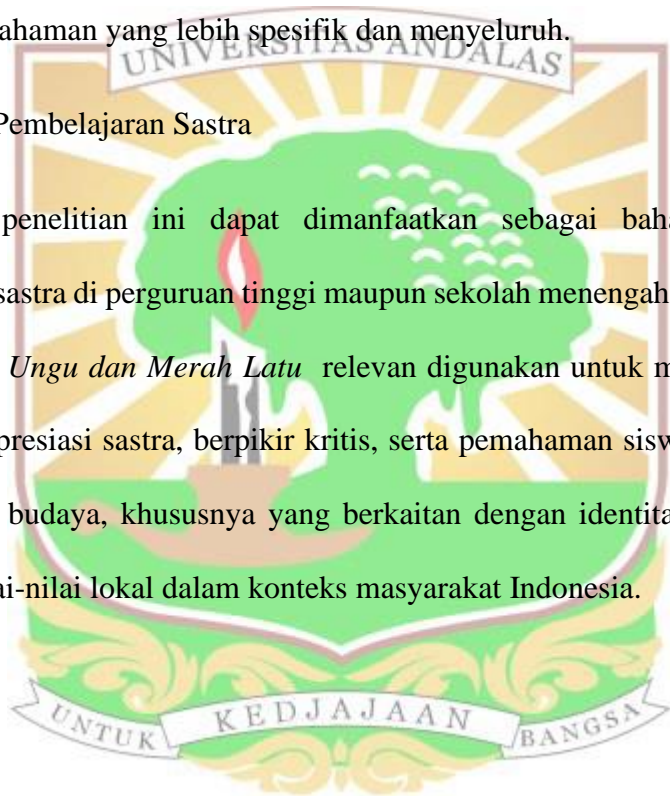 ahaman yang lebih spesifik dan menyeluruh.
UNIVERSITAS ANDALAS
Pembelajaran Sastra
penelitian ini dapat dimanfaatkan sebagai baha
sastra di perguruan tinggi maupun sekolah menengah
Ungu dan Merah Latu relevan digunakan untuk m
presiasi sastra, berpikir kritis, serta pemahaman sisw
budaya, khususnya yang berkaitan dengan identita
ai-nilai lokal dalam konteks masyarakat Indonesia.
UNTUK KEDJAJAAN BANGSA